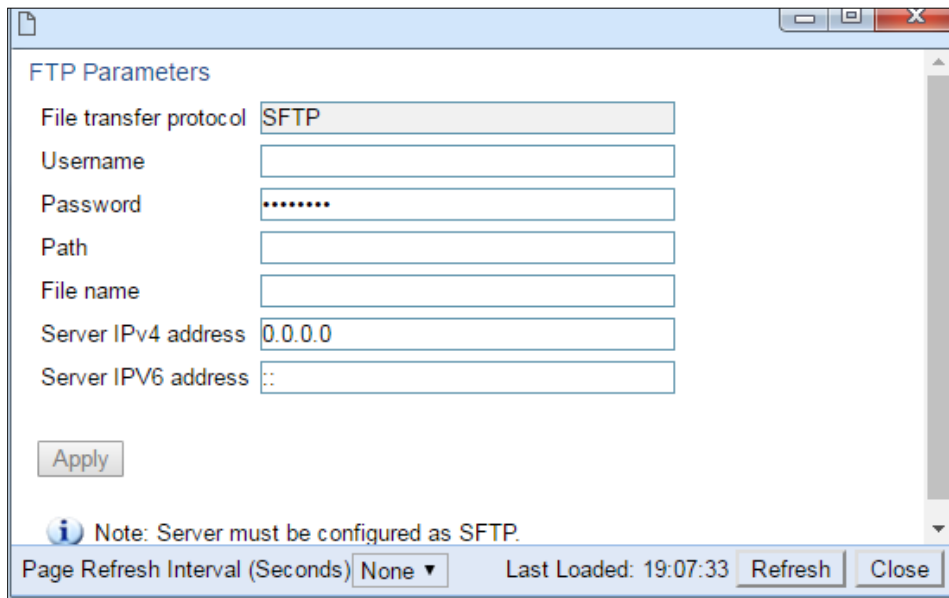 FTP Parameters
File transfer protocol SFTP
Username
Password ••••••••
Path
File name
Server IPv4 address 0.0.0.0
Server IPV6 address ::
Apply
Note: Server must be configured as SFTP.
Page Refresh Interval (Seconds) None ▼ Last Loaded: 19:07:33 Refresh Close